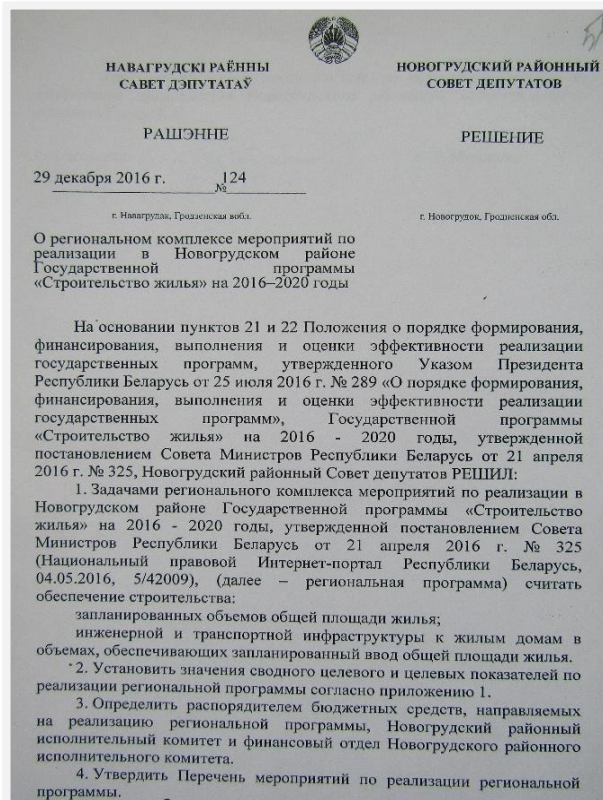 НАВАГРУДСКІ РАЁННЫ
САВЕТ ДЭПУТАТАЎ
НОВОГРУДСКИЙ РАЙОННЫЙ
СОВЕТ ДЕПУТАТОВ
РАШЭННЕ
РЕШЕНИЕ
29 декабря 2016 г. № 124
г. Навагрудак, Гродзенская вобл.
г. Новогрудок, Гродненская обл.
О региональном комплексе мероприятий по
реализации в Новогрудском районе
Государственной программы
«Строительство жилья» на 2016–2020 годы
На основании пунктов 21 и 22 Положения о порядке формирования,
финансирования, выполнения и оценки эффективности реализации
государственных программ, утвержденного Указом Президента
Республики Беларусь от 25 июля 2016 г. № 289 «О порядке формирования,
финансирования, выполнения и оценки эффективности реализации
государственных программ», Государственной программы
«Строительство жилья» на 2016 - 2020 годы, утвержденной
постановлением Совета Министров Республики Беларусь от 21 апреля
2016 г. № 325, Новогрудский районный Совет депутатов РЕШИЛ:
1. Задачами регионального комплекса мероприятий по реализации в
Новогрудском районе Государственной программы «Строительство
жилья» на 2016 - 2020 годы, утвержденной постановлением Совета
Министров Республики Беларусь от 21 апреля 2016 г. № 325
(Национальный правовой Интернет-портал Республики Беларусь,
04.05.2016, 5/42009), (далее – региональная программа) считать
обеспечение строительства:
запланированных объемов общей площади жилья;
инженерной и транспортной инфраструктуры к жилым домам в
объемах, обеспечивающих запланированный ввод общей площади жилья.
2. Установить значения сводного целевого и целевых показателей по
реализации региональной программы согласно приложению 1.
3. Определить распорядителем бюджетных средств, направляемых
на реализацию региональной программы, Новогрудский районный
исполнительный комитет и финансовый отдел Новогрудского районного
исполнительного комитета.
4. Утвердить Перечень мероприятий по реализации региональной
программы.